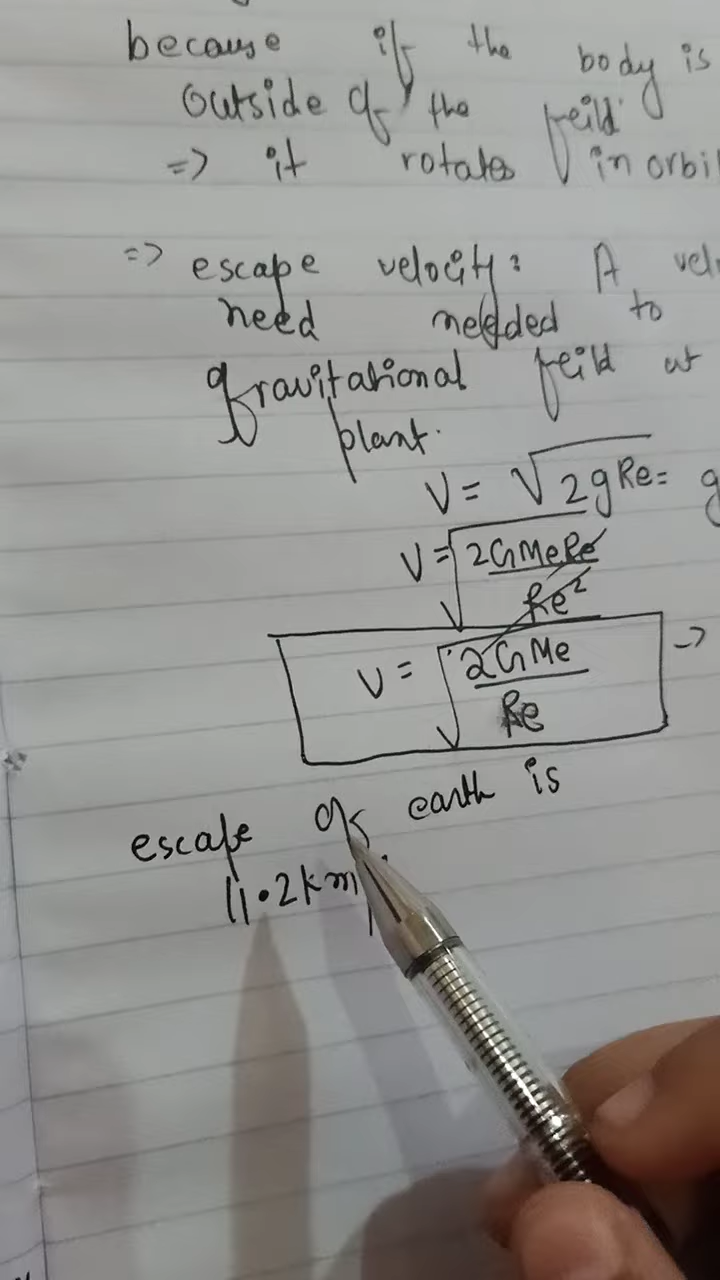 because if the body is
outside of the feild
=> it rotates in orbi
=> escape velocity: A vel
need needed to
gravitational feild at
plant.
V = √2gRe = g
V = √2GMeRe/Re²
V = √2GMe/Re ->
escape of earth is
11.2km